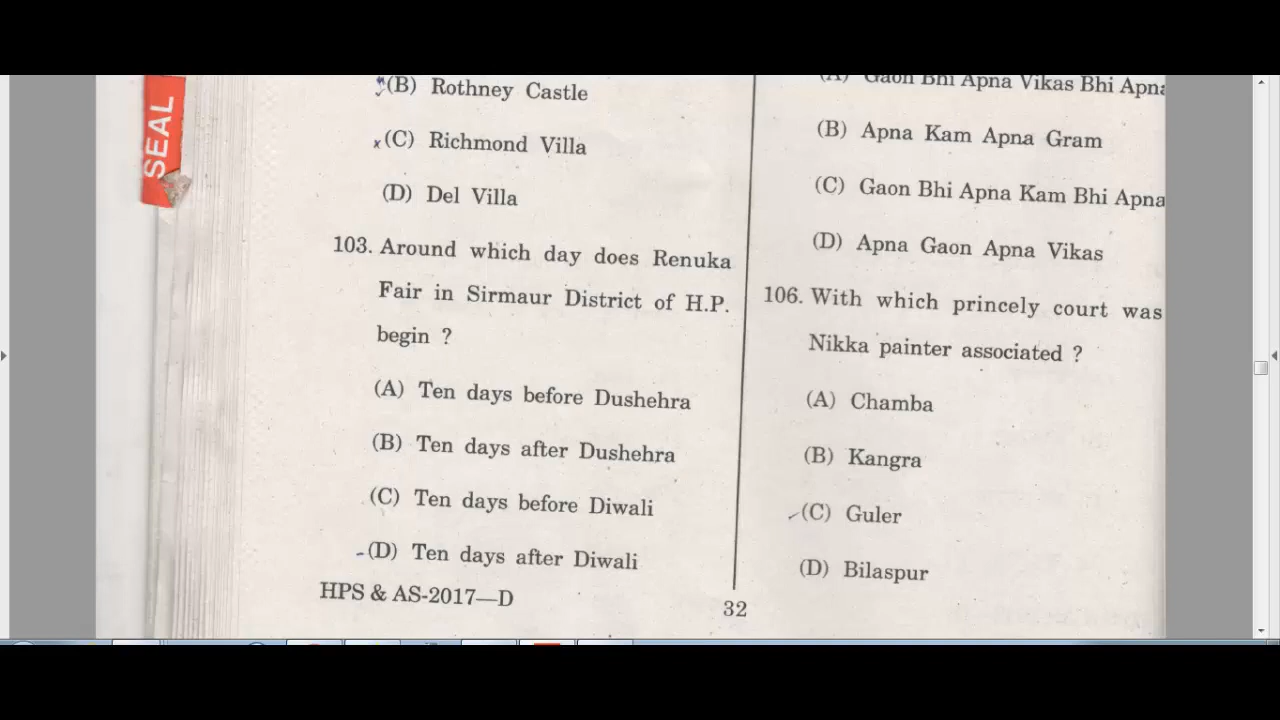 SEAL
(B) Rothney Castle
(C) Richmond Villa
(D) Del Villa
103. Around which day does Renuka
Fair in Sirmaur District of H.P.
begin ?
(A) Ten days before Dushehra
(B) Ten days after Dushehra
(C) Ten days before Diwali
(D) Ten days after Diwali
HPS & AS-2017—D
(A) Gaon Bhi Apna Vikas Bhi Apna
(B) Apna Kam Apna Gram
(C) Gaon Bhi Apna Kam Bhi Apna
(D) Apna Gaon Apna Vikas
106. With which princely court was
Nikka painter associated ?
(A) Chamba
(B) Kangra
(C) Guler
(D) Bilaspur
32